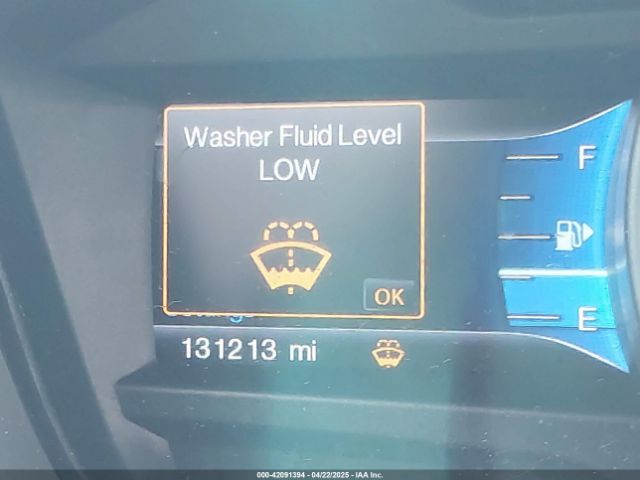 Washer Fluid Level
LOW
OK
F
E
131213 mi
000-42091394 - 04/22/2025 - IAA Inc.